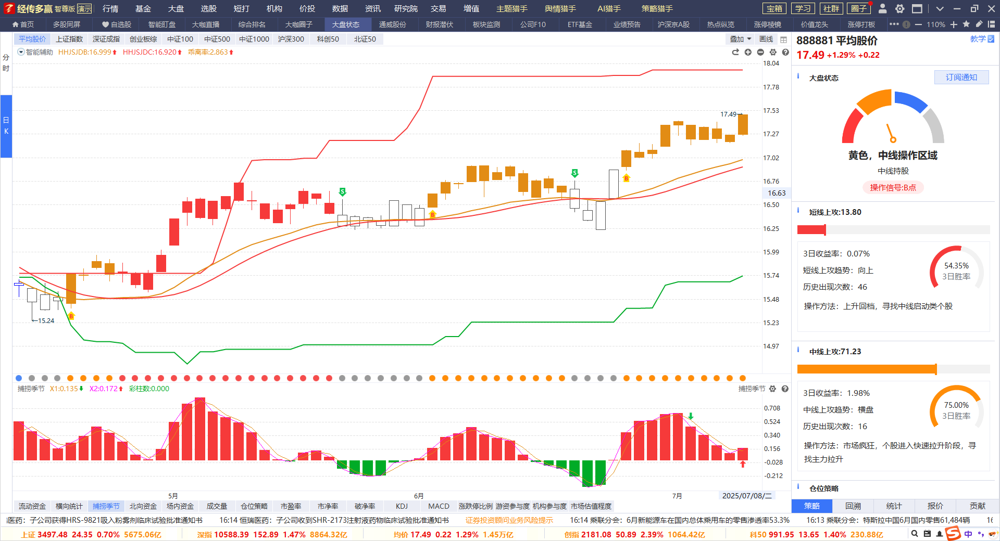 经传多赢 智尊版 演示 行情 基金 大盘 选股 短打 机构 价投 数据 资讯 研究院 交易 增值 主题猎手 舆情猎手 AI猎手 策略猎手 宝箱 学习 社群 圈子
首页 多股同屏 自选股 智能盯盘 大咖直播 综合排名 大咖圈子 大盘状态 通威股份 财报潜伏 板块监测 公司F10 ETF基金 业绩预告 沪深京A股 热点纵览 涨停棱镜 价值龙头 涨停打板 110%
平均股价 上证指数 深证成指 创业板综 中证100 中证500 中证1000 沪深300 科创50 北证50 叠加 画线
智能辅助 HHJSJDB:16.999 HHJSJDC:16.920 乖离率:2.863
分时
日K
18.04
17.78
17.53
17.27
17.02
16.76
16.63
16.50
16.25
15.99
15.74
15.48
15.23
14.97
17.49
15.24
B
S
B
S
B
捕捞季节 X1:0.135 X2:0.172 彩柱数:0.000
捕捞季节
0.708
0.524
0.340
0.156
-0.028
-0.212
5月 6月 7月 2025/07/08/二
流动资金 横向统计 捕捞季节 北向资金 场内资金 成交量 仓位策略 市盈率 市净率 破净率 KDJ MACD 涨跌停比例 游资参与度 机构参与度 市场估值程度
888881 平均股价 教学
17.49 +1.29% +0.22
大盘状态 订阅通知
黄色，中线操作区域
中线持股
操作信号:B点
短线上攻:13.80
3日收益率：0.07%
短线上攻趋势：向上
历史出现次数：46
54.35%
3日胜率
操作方法：上升回档，寻找中线启动类个股
中线上攻:71.23
3日收益率：1.98%
中线上攻趋势：横盘
历史出现次数：16
75.00%
3日胜率
操作方法：市场疯狂，个股进入快速拉升阶段，寻
找主力拉升
仓位策略
策略 回溯 统计 报价 贡献
医药：子公司获得HRS-9821吸入粉雾剂临床试验批准通知书 16:14 恒瑞医药：子公司收到SHR-2173注射液药物临床试验批准通知书 证券投资顾问业务风险提示 16:14 乘联分会：6月新能源车在国内总体乘用车的零售渗透率53.3% 16:13 乘联分会：特斯拉中国6月国内零售61,484辆
上证 3497.48 24.35 0.70% 5675.06亿 深指 10588.39 152.89 1.47% 8864.32亿 均价 17.49 0.22 1.29% 1.45万亿 创指 2181.08 50.89 2.39% 1064.42亿 科50 991.95 13.65 1.40% 230.88亿 中